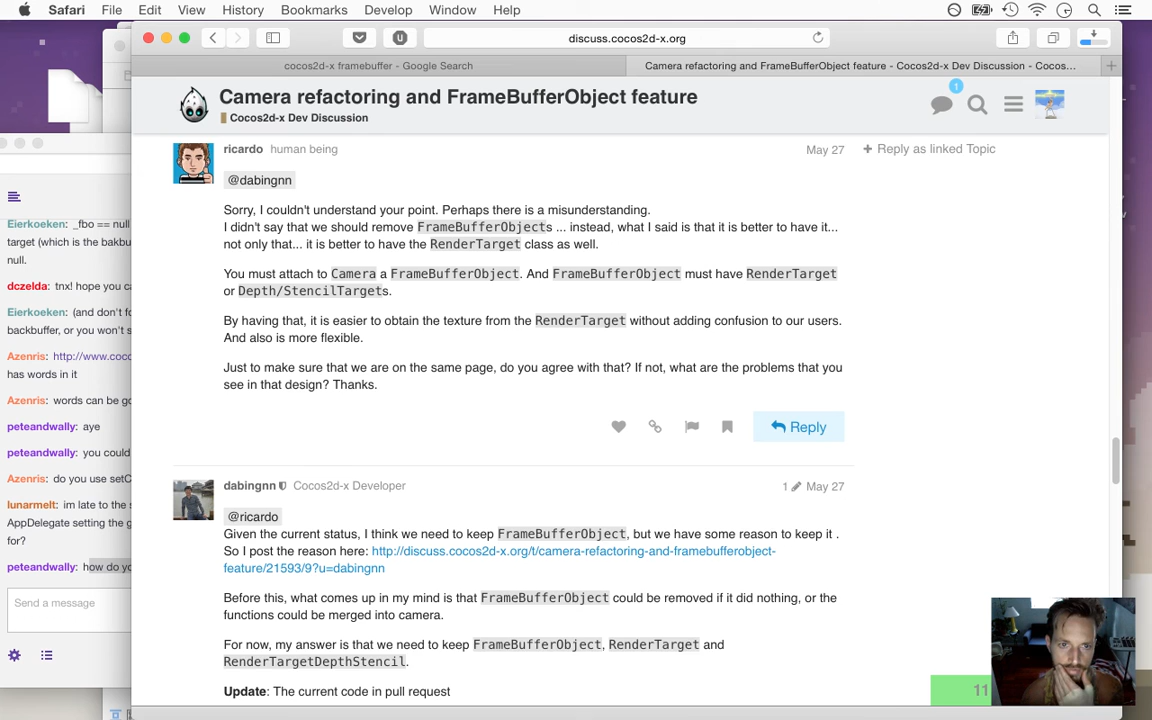 Safari File Edit View History Bookmarks Develop Window Help
discuss.cocos2d-x.org
cocos2d-x framebuffer - Google Search
Camera refactoring and FrameBufferObject feature - Cocos2d-x Dev Discussion - Cocos...
Camera refactoring and FrameBufferObject feature
Cocos2d-x Dev Discussion
1
ricardo human being
May 27
Reply as linked Topic
@dabingnn
Sorry, I couldn't understand your point. Perhaps there is a misunderstanding.
I didn't say that we should remove FrameBufferObjects ... instead, what I said is that it is better to have it...
not only that... it is better to have the RenderTarget class as well.
You must attach to Camera a FrameBufferObject. And FrameBufferObject must have RenderTarget
or Depth/StencilTargets.
By having that, it is easier to obtain the texture from the RenderTarget without adding confusion to our users.
And also is more flexible.
Just to make sure that we are on the same page, do you agree with that? If not, what are the problems that you
see in that design? Thanks.
Reply
dabingnn Cocos2d-x Developer
1 May 27
@ricardo
Given the current status, I think we need to keep FrameBufferObject, but we have some reason to keep it .
So I post the reason here: http://discuss.cocos2d-x.org/t/camera-refactoring-and-framebufferobject-
feature/21593/9?u=dabingnn
Before this, what comes up in my mind is that FrameBufferObject could be removed if it did nothing, or the
functions could be merged into camera.
For now, my answer is that we need to keep FrameBufferObject, RenderTarget and
RenderTargetDepthStencil.
Update: The current code in pull request
11
Eierkoeken: _fbo == null
target (which is the bakbu
null.
dczelda: tnx! hope you ca
Eierkoeken: (and don't fo
backbuffer, or you won't s
Azenris: http://www.coco
has words in it
Azenris: words can be go
peteandwally: aye
peteandwally: you could
Azenris: do you use setC
lunarmelt: im late to the s
AppDelegate setting the g
for?
peteandwally: how do yo
Send a message